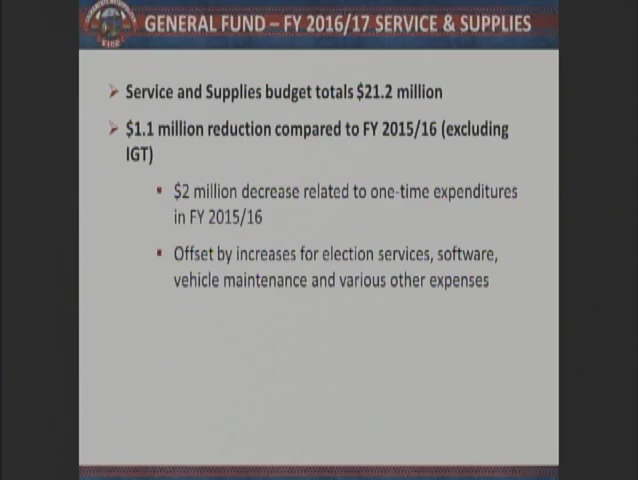 GENERAL FUND – FY 2016/17 SERVICE & SUPPLIES
Service and Supplies budget totals $21.2 million
$1.1 million reduction compared to FY 2015/16 (excluding
IGT)
$2 million decrease related to one-time expenditures
in FY 2015/16
Offset by increases for election services, software,
vehicle maintenance and various other expenses